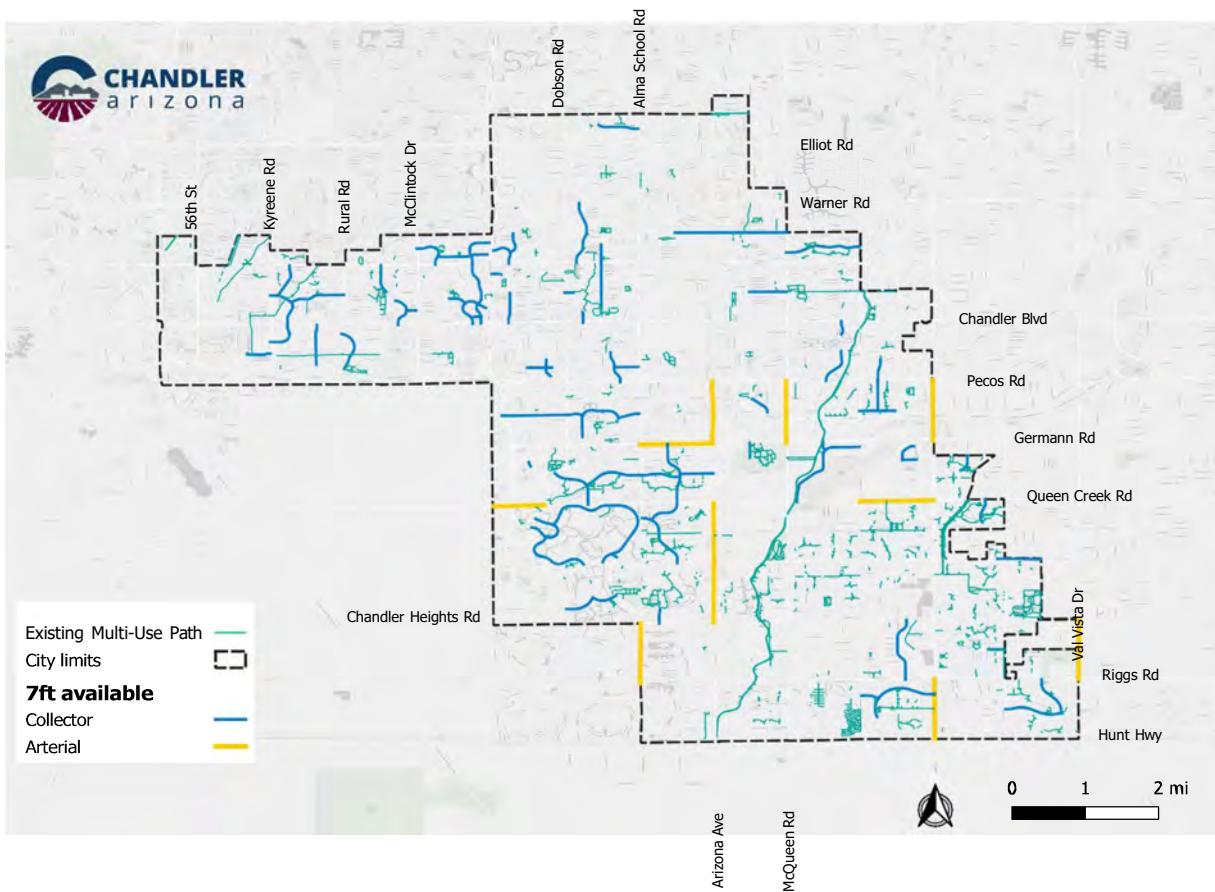 CHANDLER
arizona
Dobson Rd
Alma School Rd
56th St
Kyreene Rd
Rural Rd
McClintock Dr
Elliot Rd
Warner Rd
Chandler Blvd
Pecos Rd
Germann Rd
Queen Creek Rd
Chandler Heights Rd
Val Vista Dr
Riggs Rd
Hunt Hwy
Existing Multi-Use Path
City limits
7ft available
Collector
Arterial
0 1 2 mi
Arizona Ave
McQueen Rd